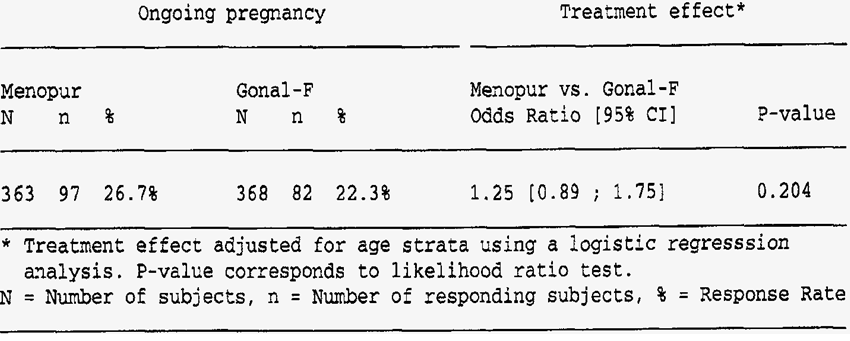 Ongoing pregnancy Treatment effect*
Menopur Gonal-F Menopur vs. Gonal-F
N n % N n % Odds Ratio [95% CI] P-value
363 97 26.7% 368 82 22.3% 1.25 [0.89 ; 1.75] 0.204
* Treatment effect adjusted for age strata using a logistic regresssion
analysis. P-value corresponds to likelihood ratio test.
N = Number of subjects, n = Number of responding subjects, % = Response Rate